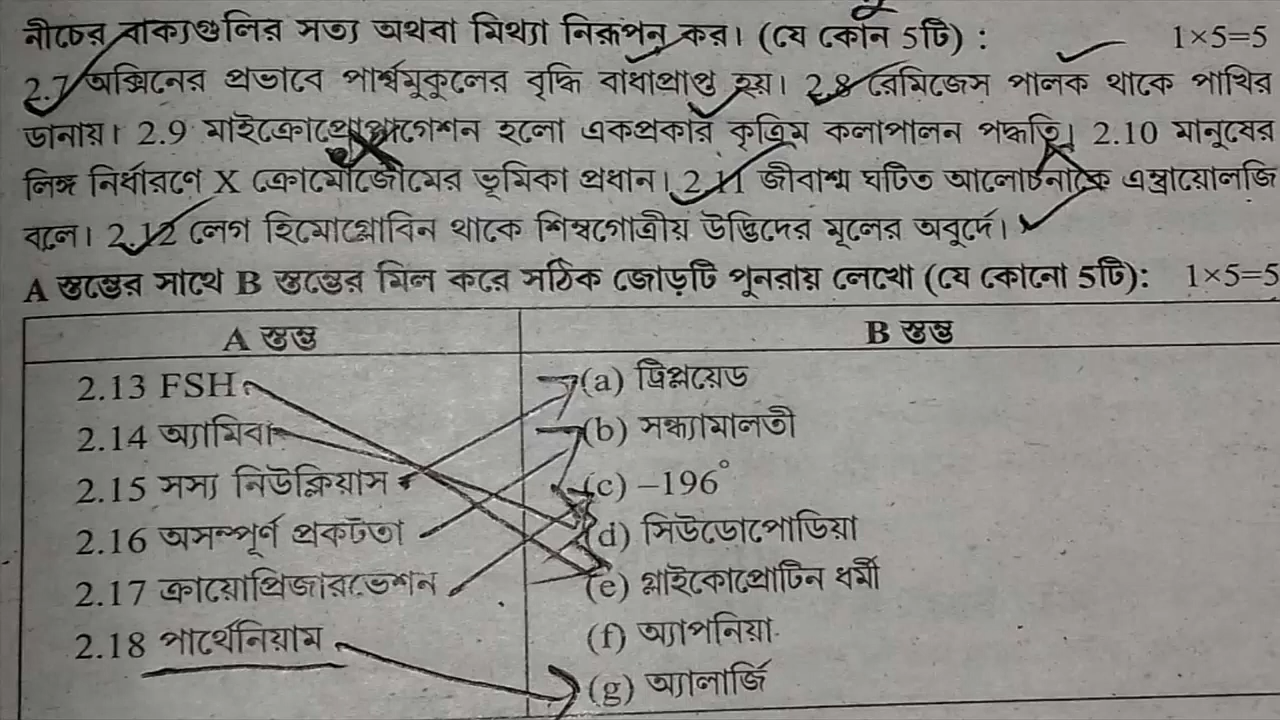 নীচের বাক্যগুলির সত্য অথবা মিথ্যা নিরূপন কর। (যে কোন 5টি) : 1×5=5
2.7 অক্সিনের প্রভাবে পার্শ্বমুকুলের বৃদ্ধি বাধাপ্রাপ্ত হয়। 2.8 রেমিজেস পালক থাকে পাখির
ডানায়। 2.9 মাইক্রোপ্রোপাগেশন হলো একপ্রকার কৃত্রিম কলাপালন পদ্ধতি। 2.10 মানুষের
লিঙ্গ নির্ধারণে X ক্রোমোজোমের ভূমিকা প্রধান। 2.11 জীবাশ্ম ঘটিত আলোচনাকে এম্ব্রায়োলজি
বলে। 2.12 লেগ হিমোগ্লোবিন থাকে শিম্বগোত্রীয় উদ্ভিদের মূলের অবুর্দে।
A স্তম্ভের সাথে B স্তম্ভের মিল করে সঠিক জোড়টি পুনরায় লেখো (যে কোনো 5টি): 1×5=5
A স্তম্ভ B স্তম্ভ
2.13 FSH (a) ট্রিপ্লয়েড
2.14 অ্যামিবা (b) সন্ধ্যামালতী
2.15 সস্য নিউক্লিয়াস (c) –196°
2.16 অসম্পূর্ণ প্রকটতা (d) সিউডোপোডিয়া
2.17 ক্রায়োপ্রিজারভেশন (e) গ্লাইকোপ্রোটিন ধর্মী
2.18 পার্থেনিয়াম (f) অ্যাপনিয়া
(g) অ্যালার্জি